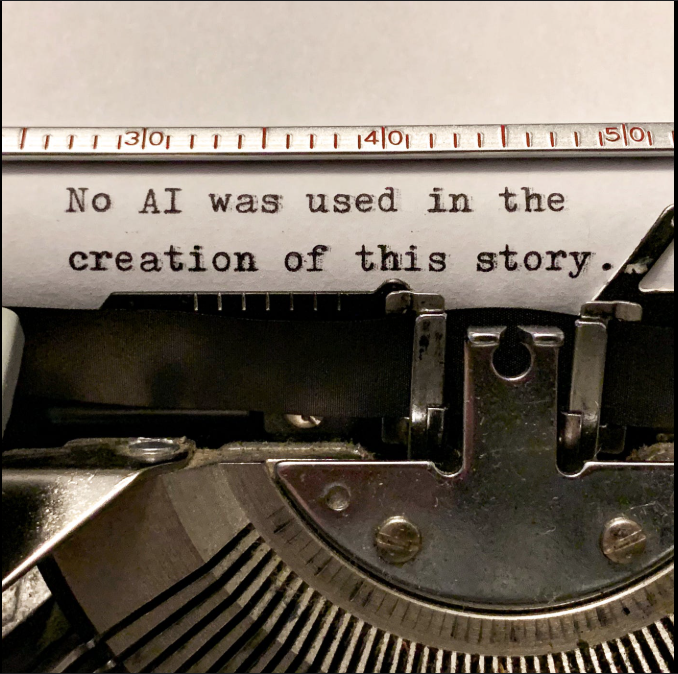 30 40 50
No AI was used in the
creation of this story.